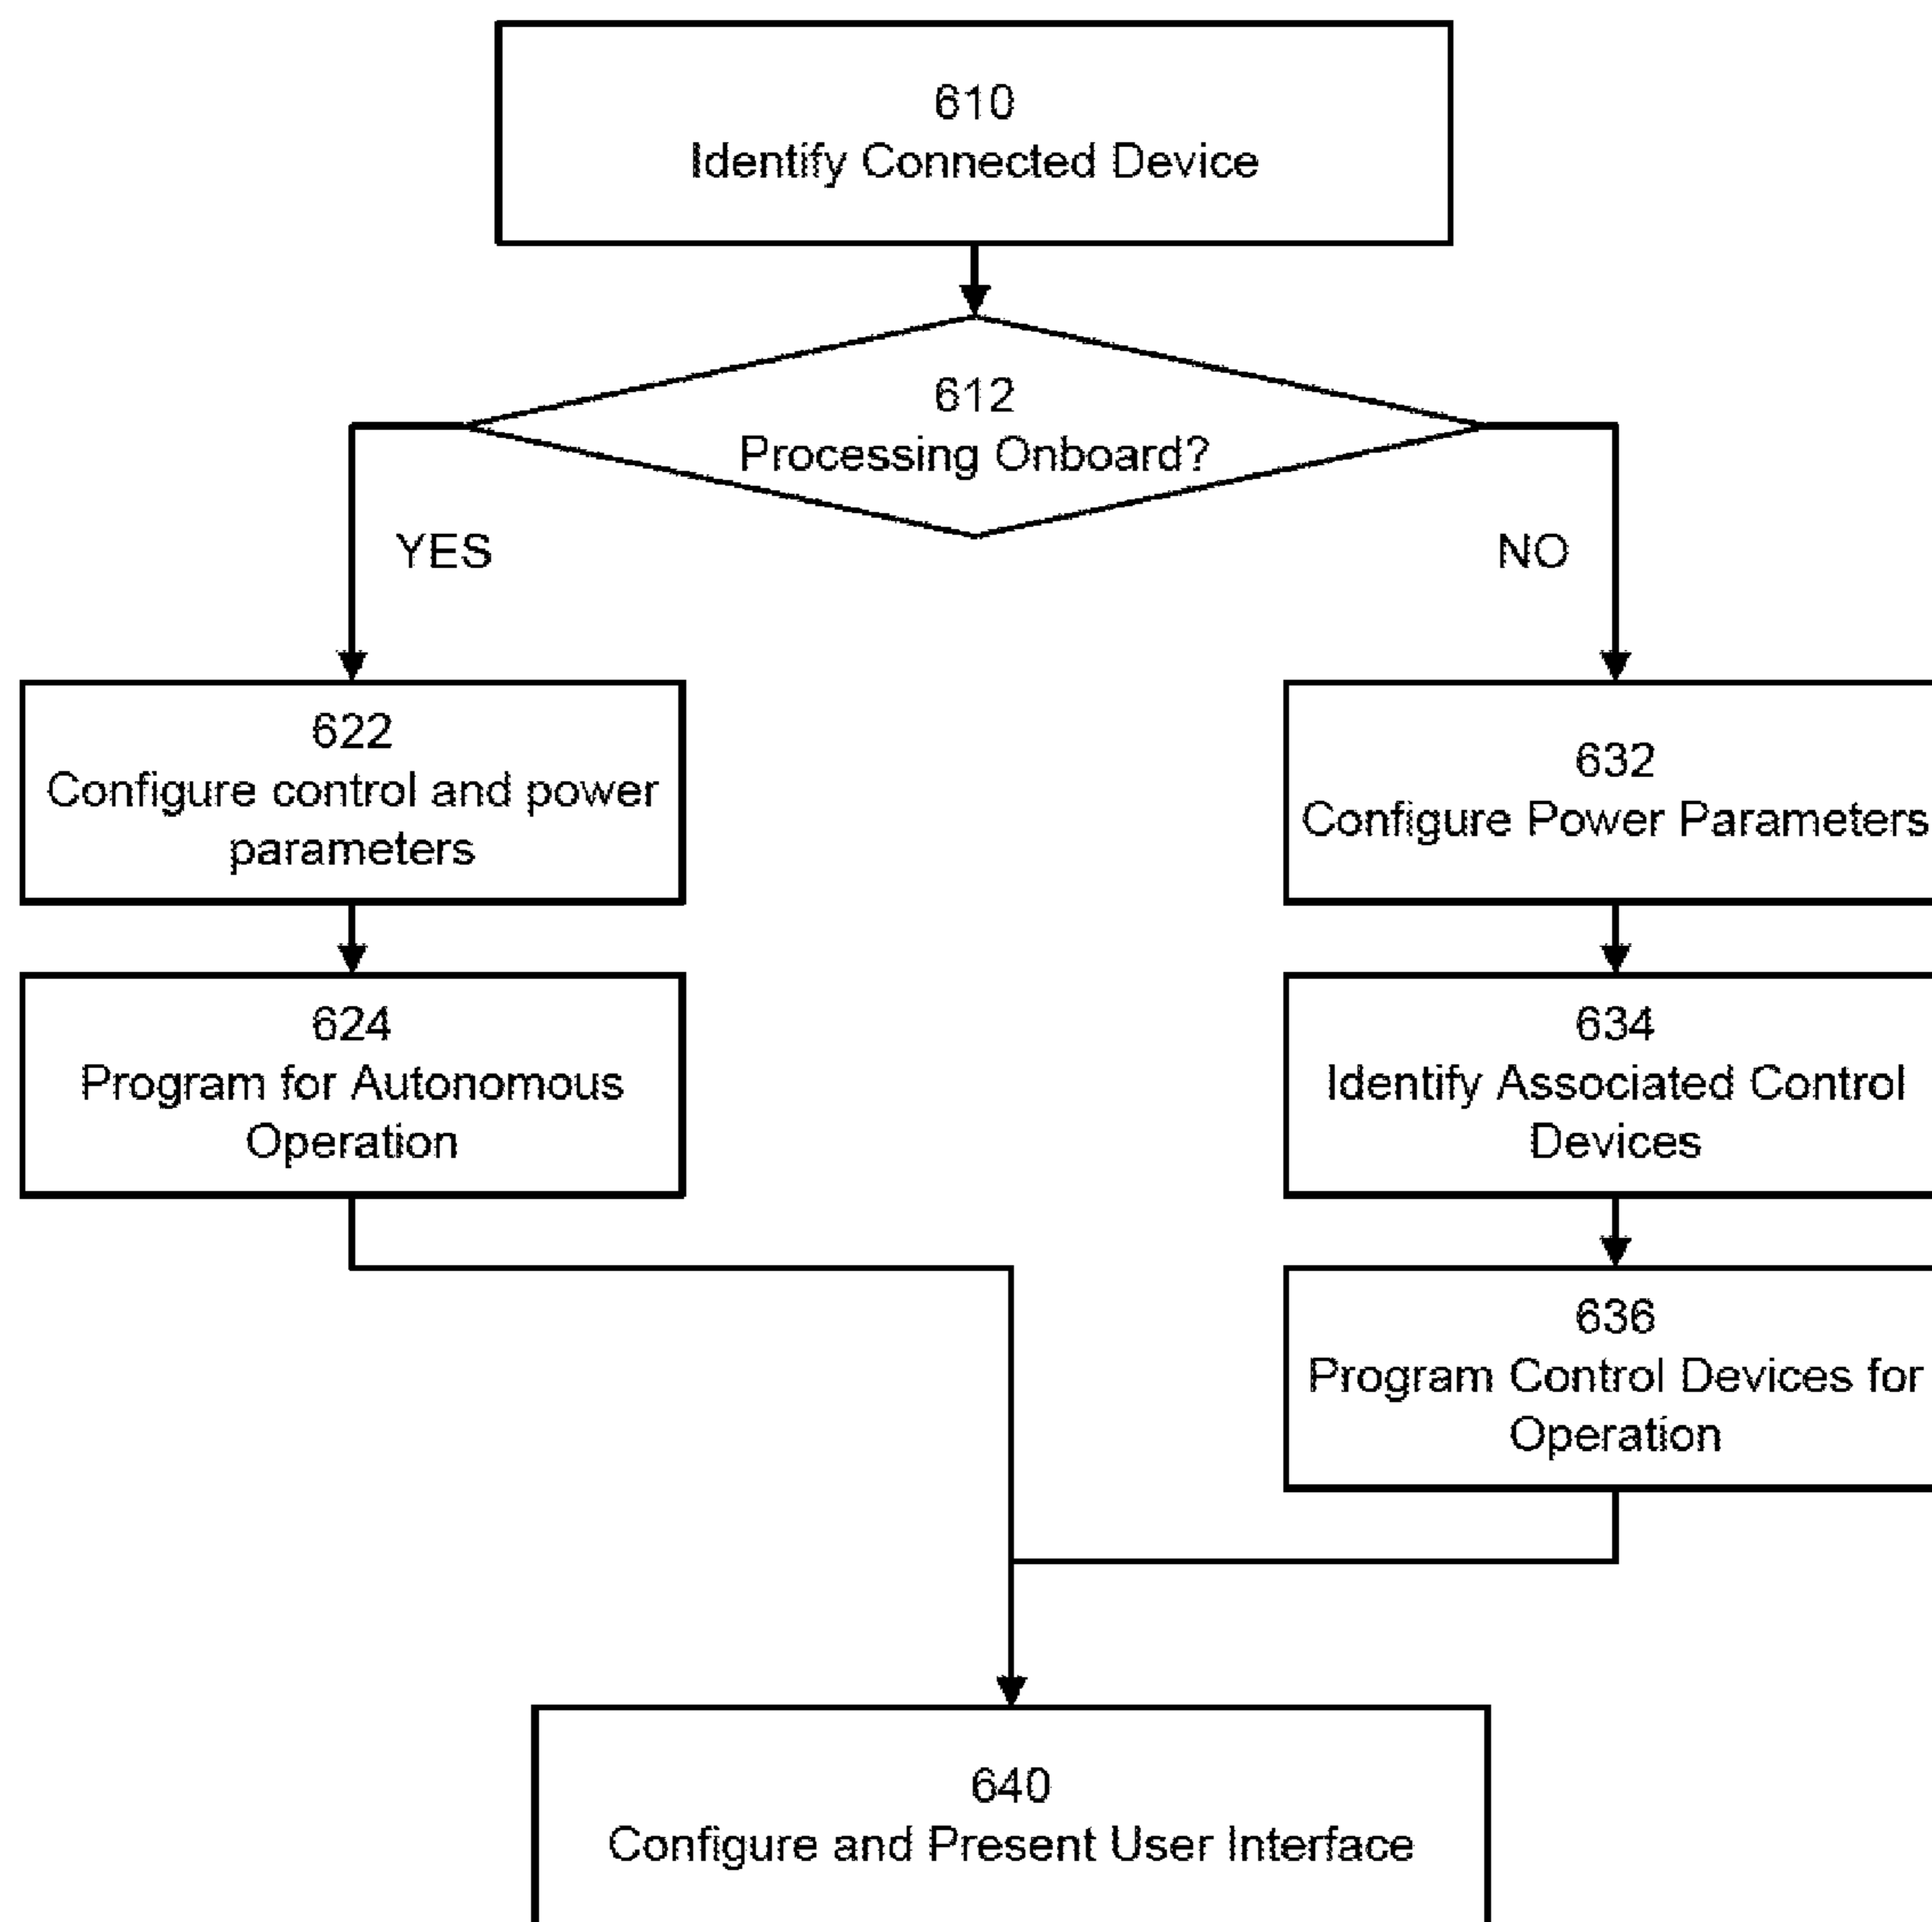 610
Identify Connected Device
612
Processing Onboard?
YES
NO
622
Configure control and power
parameters
632
Configure Power Parameters
624
Program for Autonomous
Operation
634
Identify Associated Control
Devices
636
Program Control Devices for
Operation
640
Configure and Present User Interface